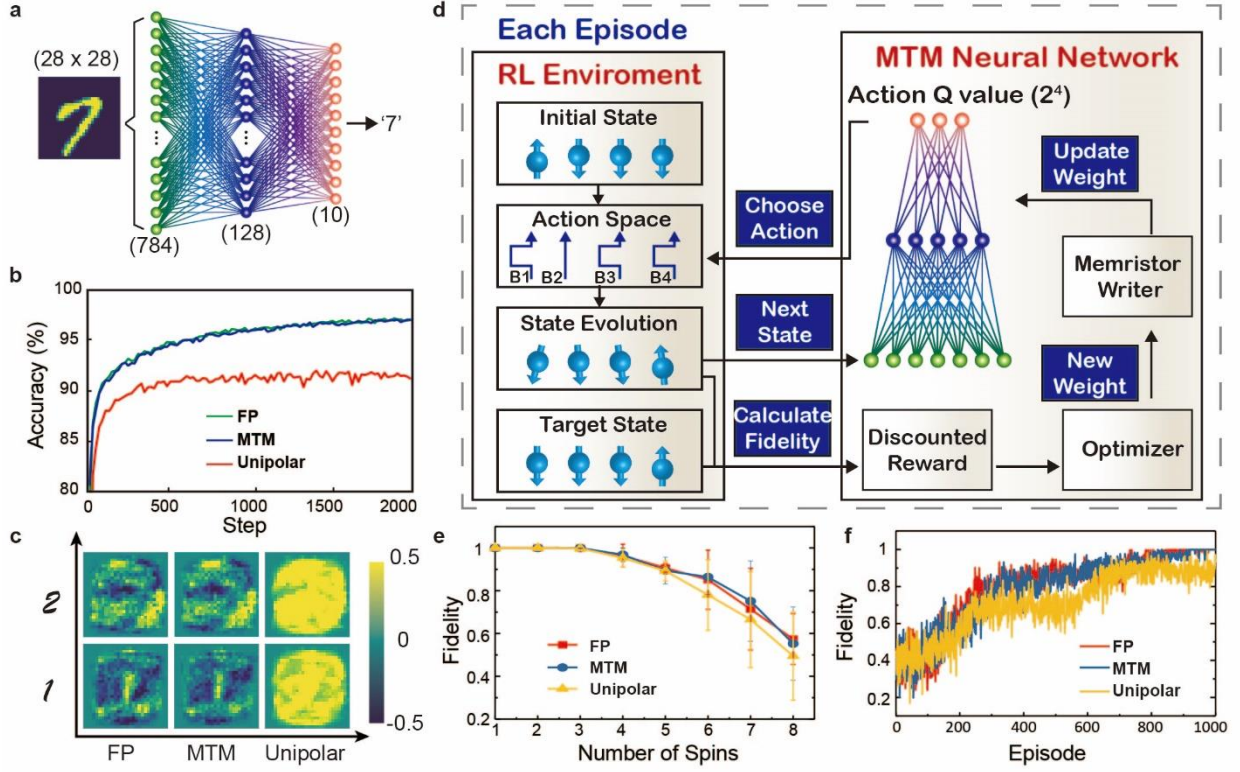 a
(28 x 28)
'7'
(784)
(128)
(10)
b
100
95
90
85
80
Accuracy (%)
FP
MTM
Unipolar
0
500
1000
1500
2000
Step
c
2
1
FP
MTM
Unipolar
0.5
0
-0.5
d
Each Episode
RL Enviroment
Initial State
Action Space
B1
B2
B3
B4
State Evolution
Target State
Choose
Action
Next
State
Calculate
Fidelity
MTM Neural Network
Action Q value (2⁴)
Update
Weight
Memristor
Writer
New
Weight
Discounted
Reward
Optimizer
e
1
0.8
0.6
0.4
0.2
Fidelity
FP
MTM
Unipolar
1
2
3
4
5
6
7
8
Number of Spins
f
1
0.8
0.6
0.4
0.2
Fidelity
FP
MTM
Unipolar
0
200
400
600
800
1000
Episode